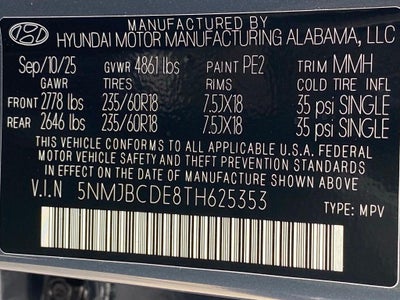 MANUFACTURED BY
HYUNDAI MOTOR MANUFACTURING ALABAMA, LLC
Sep/10/25 GVWR 4861 lbs PAINT PE2 TRIM MMH
GAWR TIRES RIMS COLD TIRE INFL
FRONT 2778 lbs 235/60R18 7.5JX18 35 psi SINGLE
REAR 2646 lbs 235/60R18 7.5JX18 35 psi SINGLE
THIS VEHICLE CONFORMS TO ALL APPLICABLE U.S.A. FEDERAL
MOTOR VEHICLE SAFETY AND THEFT PREVENTION STANDARDS
IN EFFECT ON THE DATE OF MANUFACTURE SHOWN ABOVE
V.I.N 5NMJBCDE8TH625353
TYPE: MPV